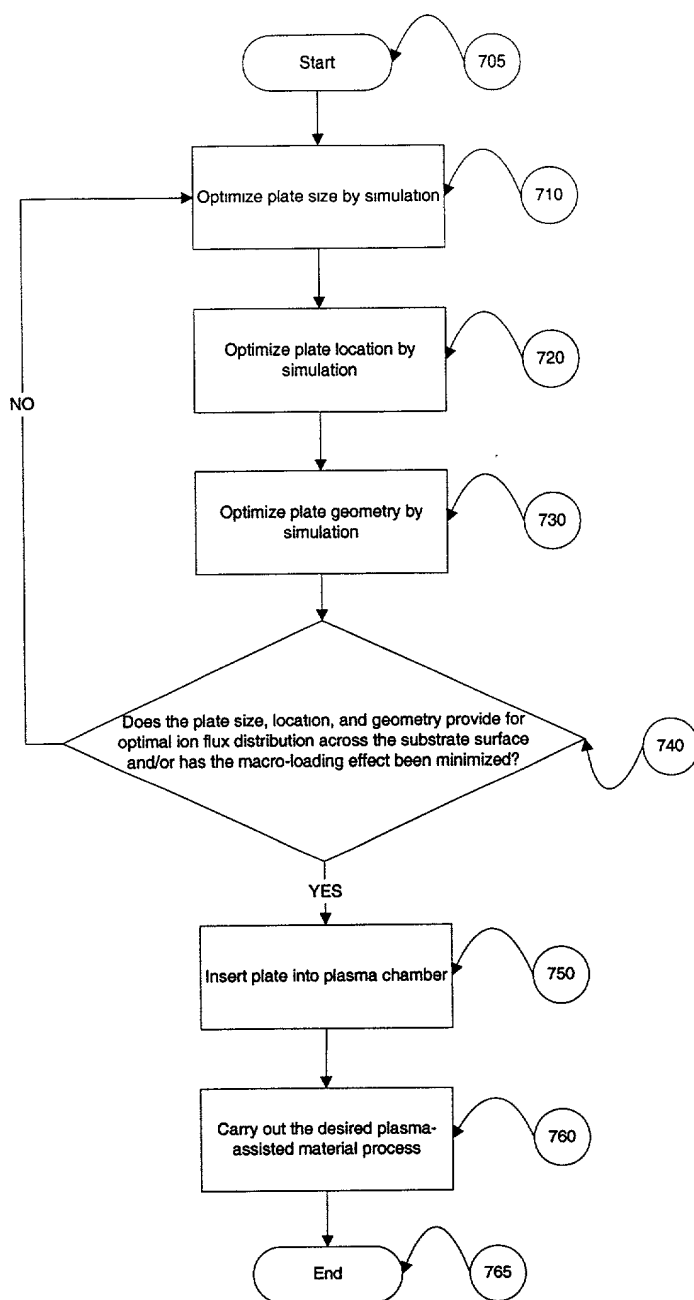 Start
705
Optimize plate size by simulation
710
Optimize plate location by
simulation
720
NO
Optimize plate geometry by
simulation
730
Does the plate size, location, and geometry provide for
optimal ion flux distribution across the substrate surface
and/or has the macro-loading effect been minimized?
740
YES
Insert plate into plasma chamber
750
Carry out the desired plasma-
assisted material process
760
End
765